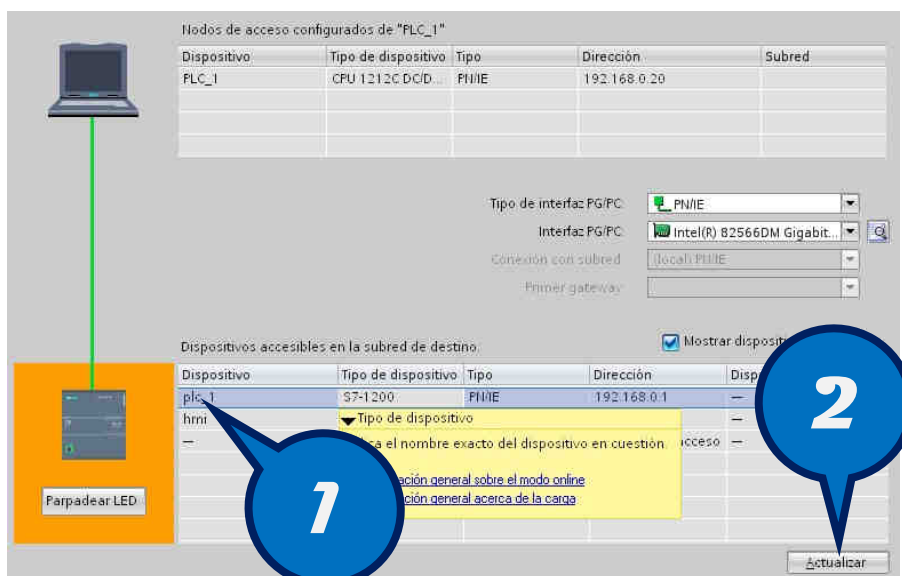 Nodos de acceso configurados de "PLC_1"
Dispositivo Tipo de dispositivo Tipo Dirección Subred
PLC_1 CPU 1212C DC/D... PN/IE 192.168.0.20
Tipo de interfaz PG/PC: PN/IE
Interfaz PG/PC: Intel(R) 82566DM Gigabit...
Conexión con subred: (local) PN/IE
Primer gateway:
Dispositivos accesibles en la subred de destino:
Mostrar disposit
Dispositivo Tipo de dispositivo Tipo Dirección Disp
plc_1 S7-1200 PN/IE 192.168.0.1 —
hmi Tipo de dispositivo —
— el nombre exacto del dispositivo en cuestión. acceso —
ación general sobre el modo online
ción general acerca de la carga
Parpadear LED
1
2
Actualizar